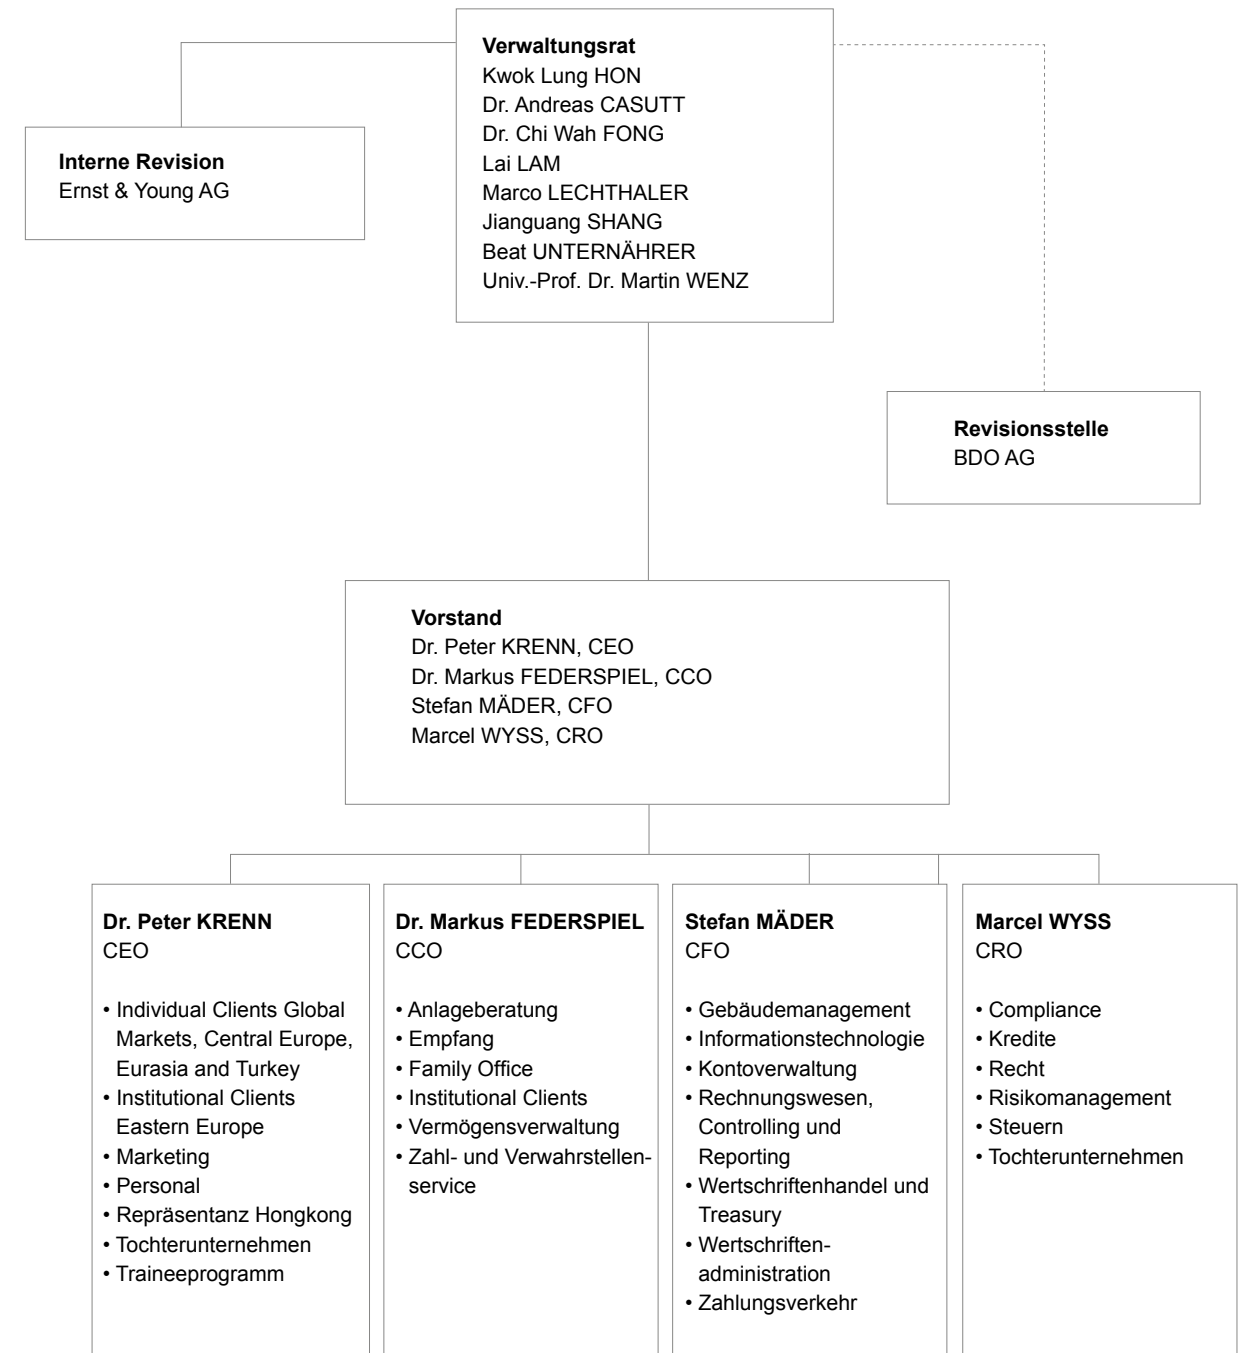 Verwaltungsrat
Kwok Lung HON
Dr. Andreas CASUTT
Dr. Chi Wah FONG
Lai LAM
Marco LECHTHALER
Jianguang SHANG
Beat UNTERNÄHRER
Univ.-Prof. Dr. Martin WENZ
Interne Revision
Ernst & Young AG
Revisionsstelle
BDO AG
Vorstand
Dr. Peter KRENN, CEO
Dr. Markus FEDERSPIEL, CCO
Stefan MÄDER, CFO
Marcel WYSS, CRO
Dr. Peter KRENN
CEO
• Individual Clients Global
Markets, Central Europe,
Eurasia and Turkey
• Institutional Clients
Eastern Europe
• Marketing
• Personal
• Repräsentanz Hongkong
• Tochterunternehmen
• Traineeprogramm
Dr. Markus FEDERSPIEL
CCO
• Anlageberatung
• Empfang
• Family Office
• Institutional Clients
• Vermögensverwaltung
• Zahl- und Verwahrstellen-
service
Stefan MÄDER
CFO
• Gebäudemanagement
• Informationstechnologie
• Kontoverwaltung
• Rechnungswesen,
Controlling und
Reporting
• Wertschriftenhandel und
Treasury
• Wertschriften-
administration
• Zahlungsverkehr
Marcel WYSS
CRO
• Compliance
• Kredite
• Recht
• Risikomanagement
• Steuern
• Tochterunternehmen